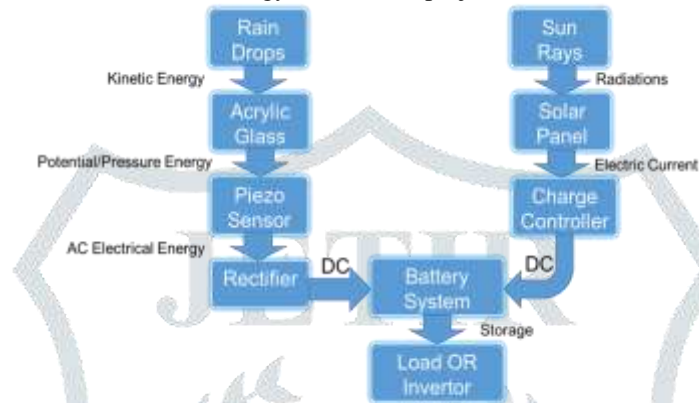 Rain
Drops
Kinetic Energy
Acrylic
Glass
Potential/Pressure Energy
Piezo
Sensor
AC Electrical Energy
Rectifier
DC
Sun
Rays
Radiations
Solar
Panel
Electric Current
Charge
Controller
DC
Battery
System
Storage
Load OR
Invertor
JETIR